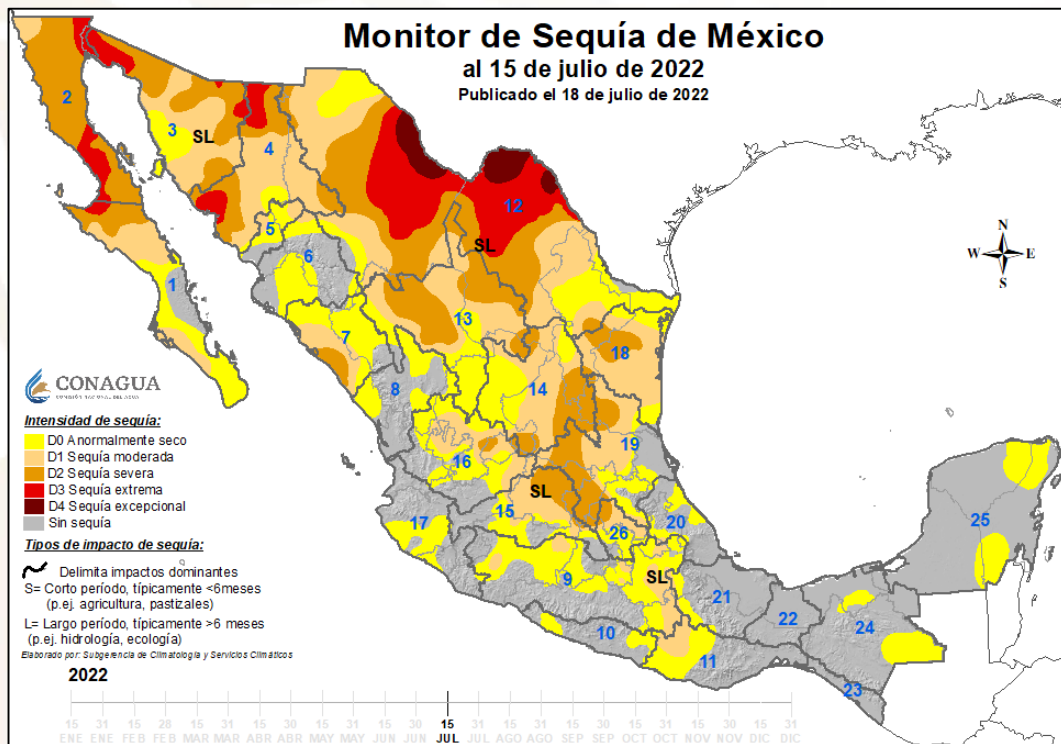 Monitor de Sequía de México
al 15 de julio de 2022
Publicado el 18 de julio de 2022
N
W E
S
2
3
SL
4
5
6
1
7
12
SL
13
18
8
14
19
16
SL
15
17
26
20
9
SL
25
21
22
24
10
11
23
CONAGUA
COMISIÓN NACIONAL DEL AGUA
Intensidad de sequía:
D0 Anormalmente seco
D1 Sequía moderada
D2 Sequía severa
D3 Sequía extrema
D4 Sequía excepcional
Sin sequía
Tipos de impacto de sequía:
Delimita impactos dominantes
S= Corto período, típicamente <6meses
(p.ej. agricultura, pastizales)
L= Largo período, típicamente >6 meses
(p.ej. hidrología, ecología)
Elaborado por: Subgerencia de Climatología y Servicios Climáticos
2022
15 31 15 28 15 31 15 30 15 31 15 30 15 31 15 31 15 30 15 31 15 30 15 31
ENE ENE FEB FEB MAR MAR ABR ABR MAY MAY JUN JUN JUL JUL AGO AGO SEP SEP OCT OCT NOV NOV DIC DIC